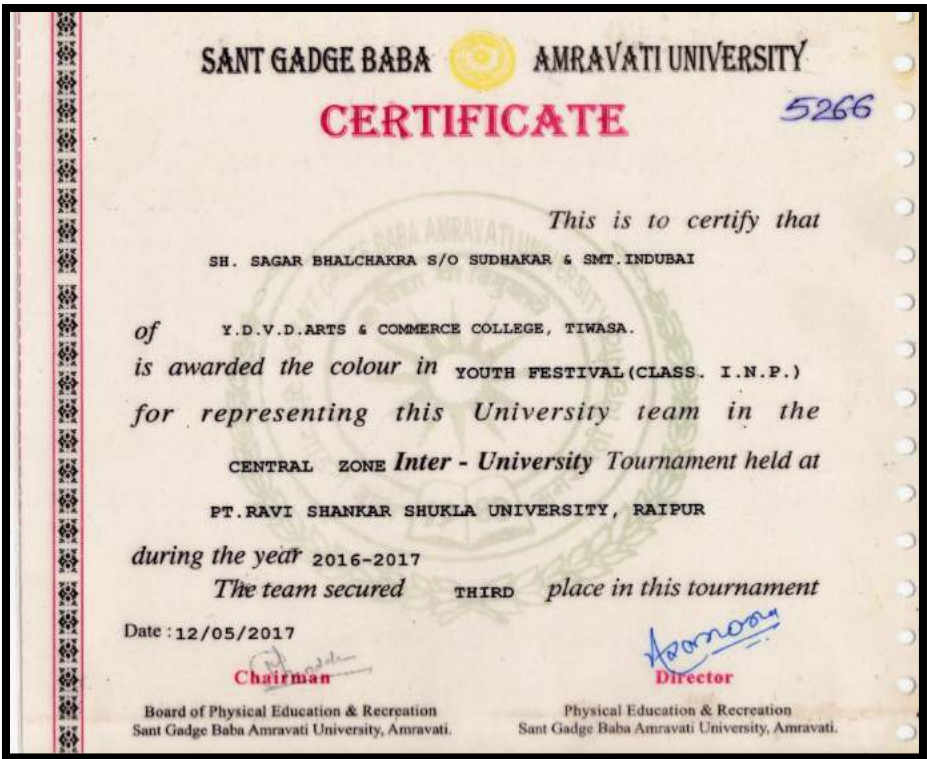 SANT GADGE BABA AMRAVATI UNIVERSITY
CERTIFICATE
5266
This is to certify that
SH. SAGAR BHALCHAKRA S/O SUDHAKAR & SMT.INDUBAI
of Y.D.V.D.ARTS & COMMERCE COLLEGE, TIWASA.
is awarded the colour in YOUTH FESTIVAL(CLASS. I.N.P.)
for representing this University team in the
CENTRAL ZONE Inter - University Tournament held at
PT.RAVI SHANKAR SHUKLA UNIVERSITY, RAIPUR
during the year 2016-2017
The team secured THIRD place in this tournament
Date : 12/05/2017
Chairman Director
Board of Physical Education & Recreation Physical Education & Recreation
Sant Gadge Baba Amravati University, Amravati. Sant Gadge Baba Amravati University, Amravati.